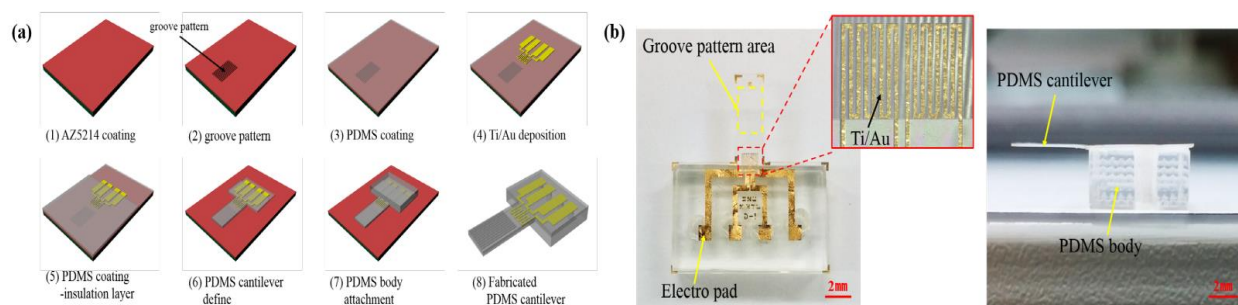 (a)
groove pattern
(1) AZ5214 coating
(2) groove pattern
(3) PDMS coating
(4) Ti/Au deposition
(5) PDMS coating
-insulation layer
(6) PDMS cantilever
define
(7) PDMS body
attachment
(8) Fabricated
PDMS cantilever
(b)
Groove pattern area
Ti/Au
Electro pad
2mm
PDMS cantilever
PDMS body
2mm